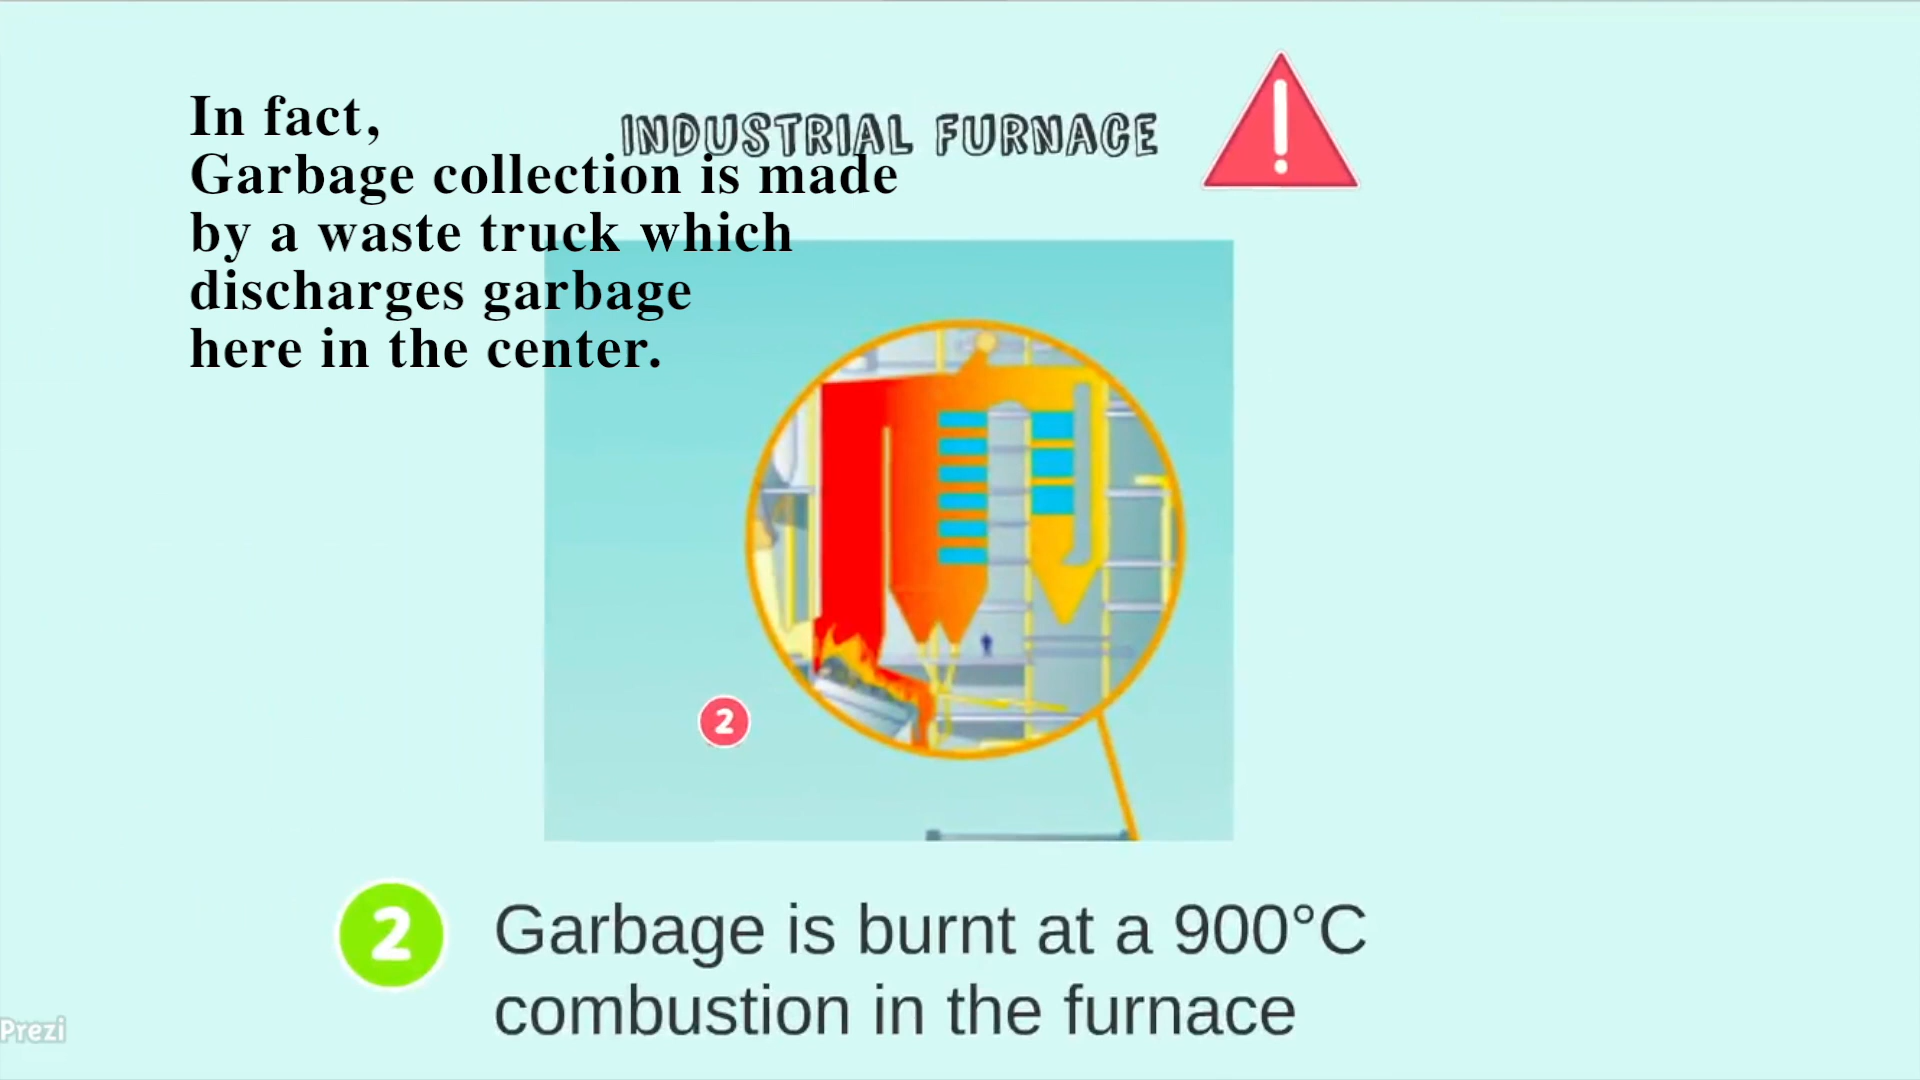 In fact,
INDUSTRIAL FURNACE
Garbage collection is made
by a waste truck which
discharges garbage
here in the center.
2
2
Garbage is burnt at a 900°C
combustion in the furnace
Prezi